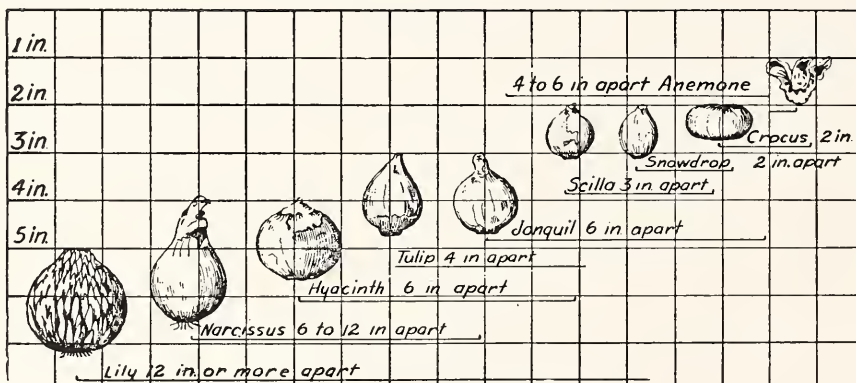 1 in.
4 to 6 in apart Anemone
2 in.
3 in.
Crocus, 2 in.
Snowdrop 2 in. apart
4 in.
Scilla 3 in apart
Jonquil 6 in apart
5 in.
Tulip 4 in apart
Hyacinth 6 in apart
Narcissus 6 to 12 in apart
Lily 12 in. or more apart